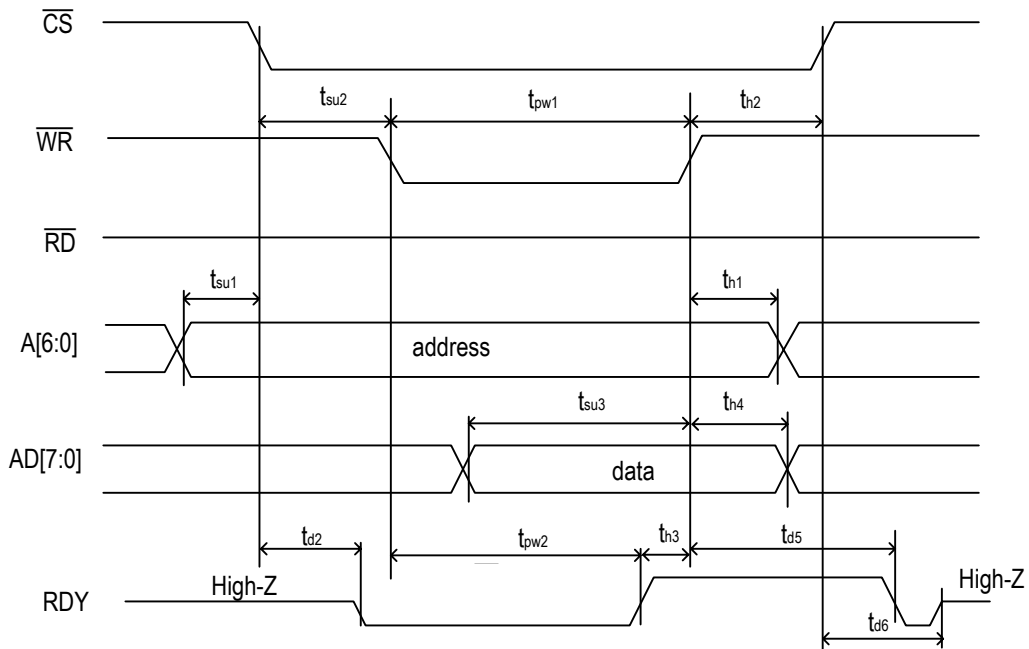 CS
tsu2 tpw1 th2
WR
RD
tsu1 th1
A[6:0] address
tsu3 th4
AD[7:0] data
td2 tpw2 th3 td5
High-Z High-Z
RDY
td6